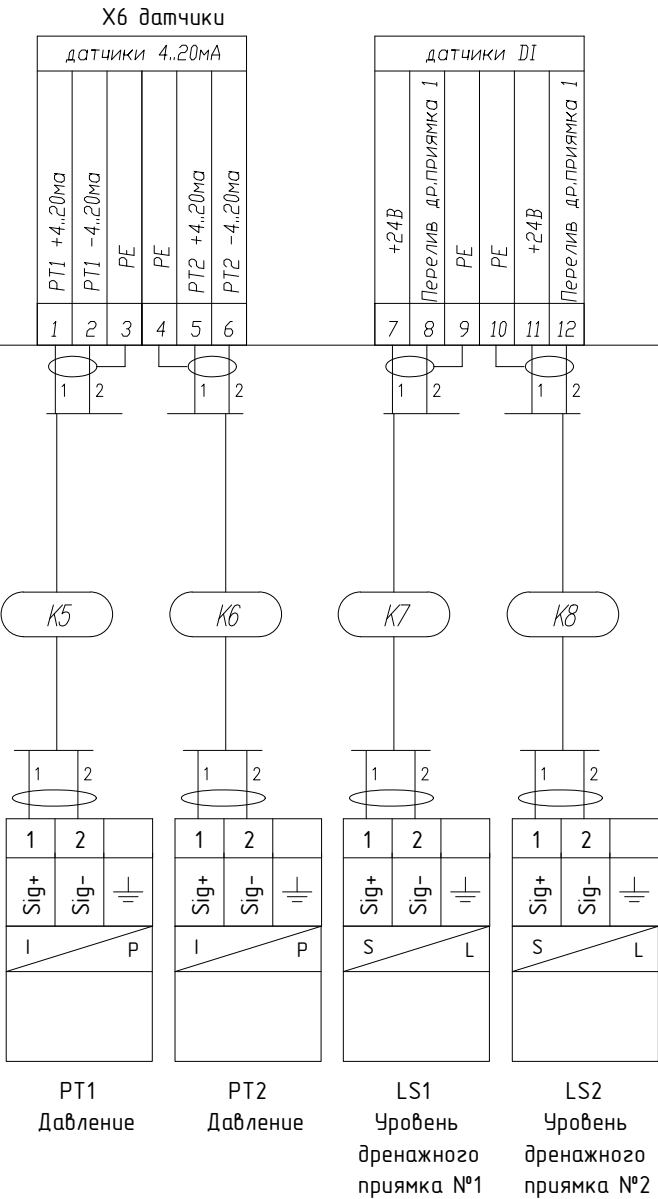 X6 датчики
датчики 4..20мА
датчики DI
PT1 +4..20ма
PT1 -4..20ма
PE
PE
PT2 +4..20ма
PT2 -4..20ма
+24В
Перелив др.приямка 1
PE
PE
+24В
Перелив др.приямка 1
1 2 3 4 5 6
7 8 9 10 11 12
1 2 1 2 1 2 1 2
K5 K6 K7 K8
1 2 1 2 1 2 1 2
1 2 1 2 1 2 1 2
Sig+ Sig- Sig+ Sig- Sig+ Sig- Sig+ Sig-
I P I P S L S L
PT1
Давление
PT2
Давление
LS1
Уровень
дренажного
приямка №1
LS2
Уровень
дренажного
приямка №2